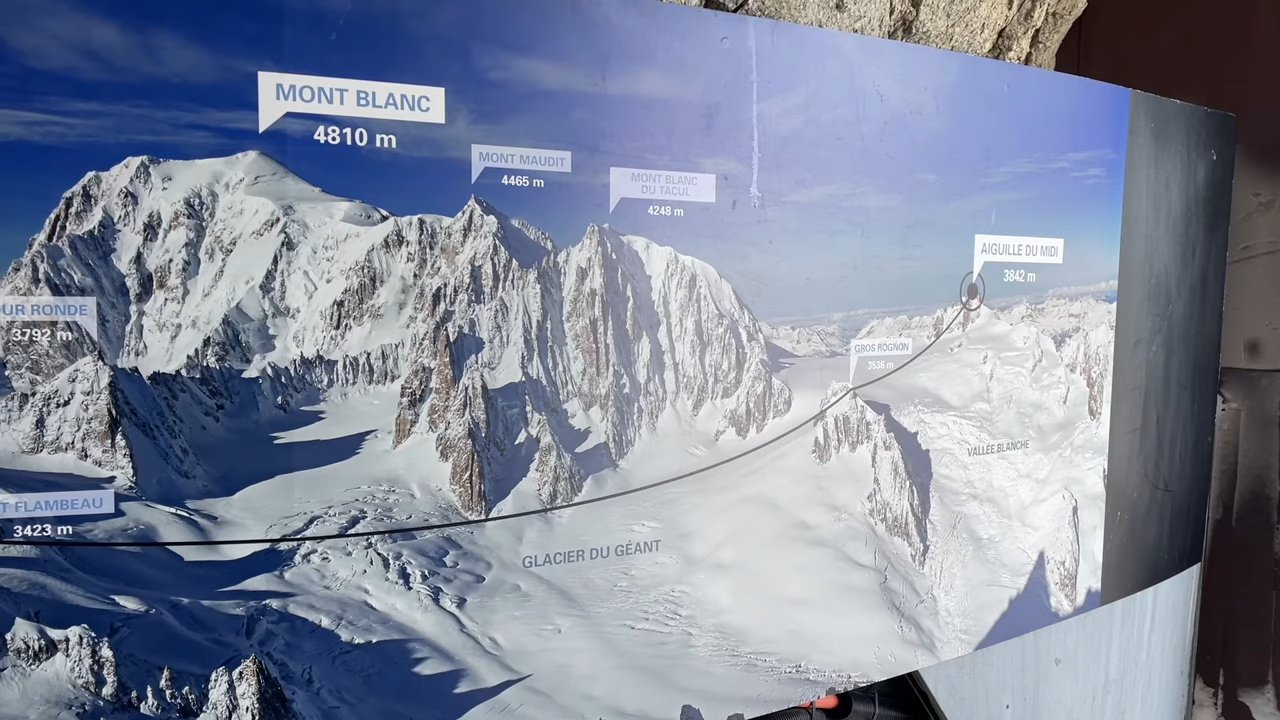 MONT BLANC
4810 m
MONT MAUDIT
4465 m
MONT BLANC
DU TACUL
4248 m
AIGUILLE DU MIDI
3842 m
OUR RONDE
3792 m
GROS ROGNON
3536 m
VALLÉE BLANCHE
T FLAMBEAU
3423 m
GLACIER DU GÉANT